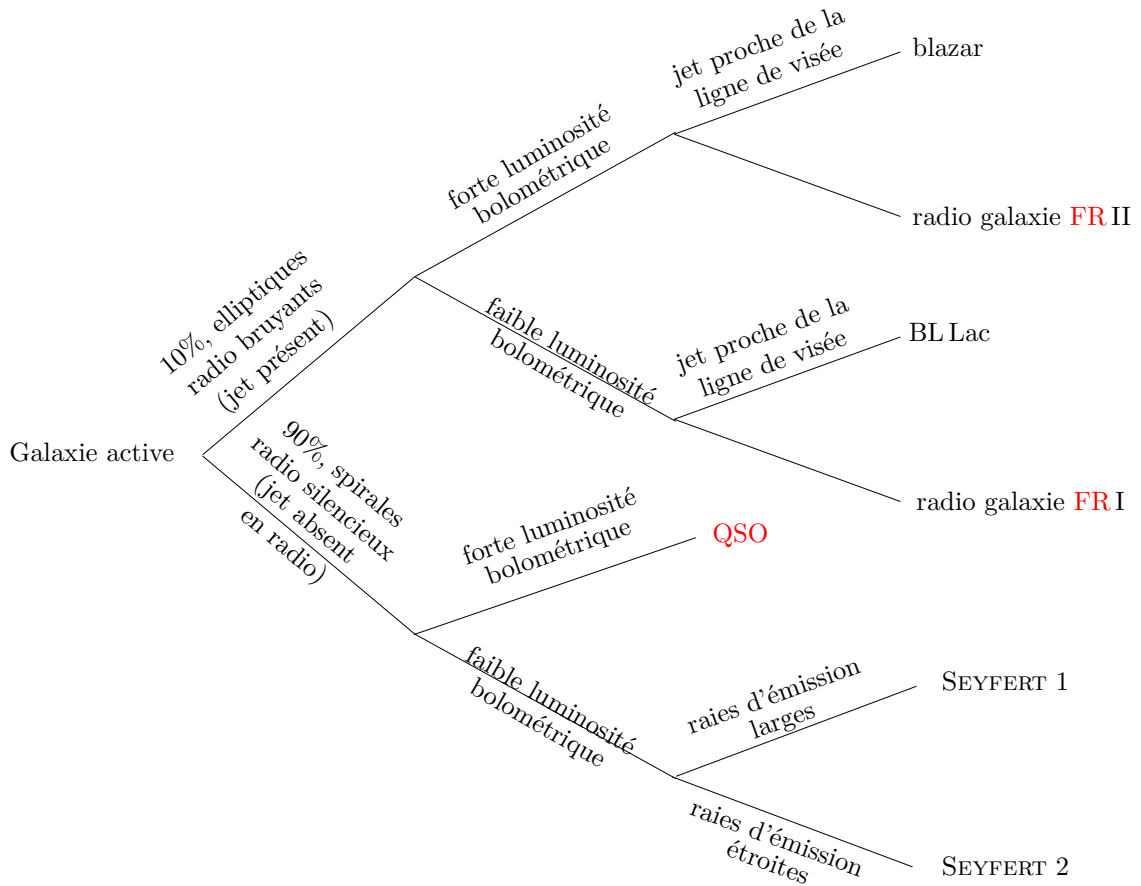 jet proche de la
ligne de visée
blazar
forte luminosité
bolométrique
radio galaxie FR II
10%, elliptiques
radio bruyants
(jet présent)
faible luminosité
bolométrique
jet proche de la
ligne de visée
BL Lac
Galaxie active
90%, spirales
radio silencieux
(jet absent
en radio)
radio galaxie FR I
forte luminosité
bolométrique
QSO
faible luminosité
bolométrique
raies d'émission
larges
SEYFERT 1
raies d'émission
étroites
SEYFERT 2